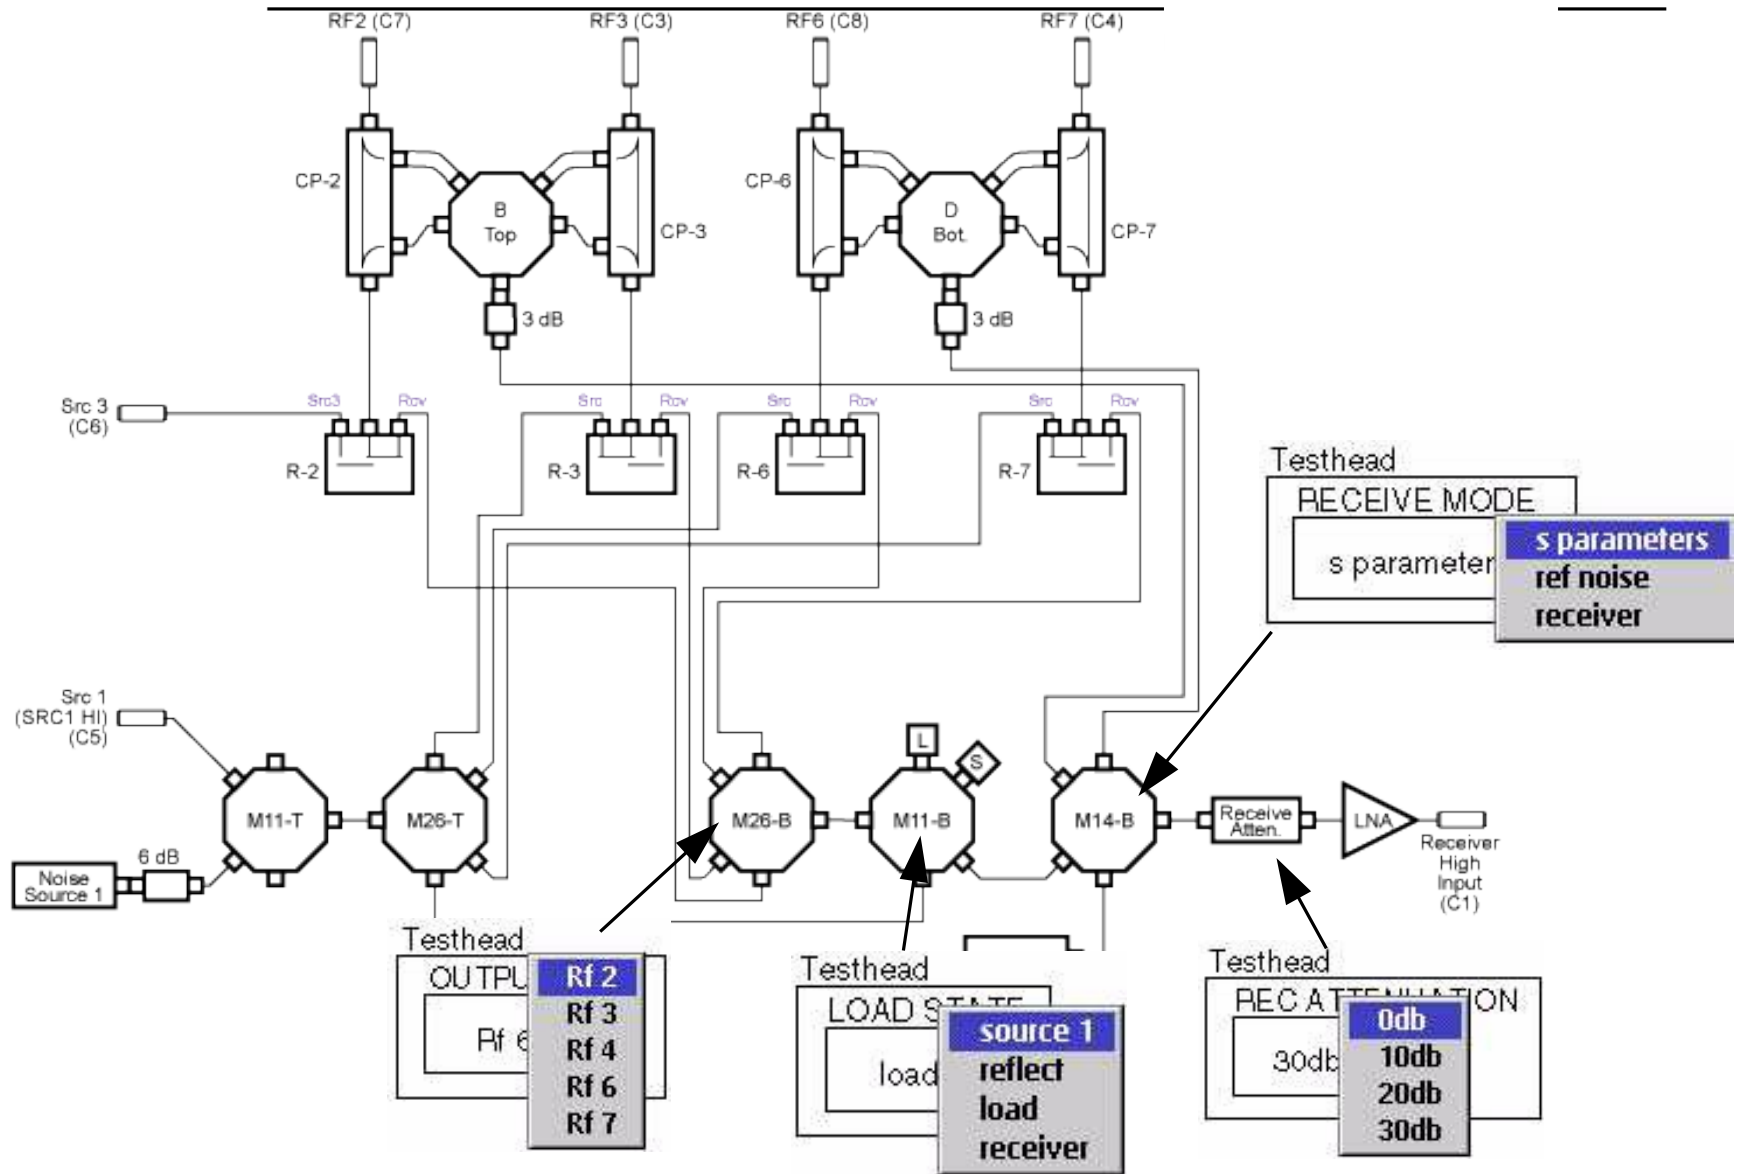 RF2 (C7)
RF3 (C3)
RF6 (C8)
RF7 (C4)
CP-2
B
Top
CP-3
CP-6
D
Bot.
CP-7
3 dB
3 dB
Src 3
(C6)
Src3
Rcv
Src
Rcv
Src
Rcv
Src
Rcv
R-2
R-3
R-6
R-7
Testhead
RECEIVE MODE
s parameter
s parameters
ref noise
receiver
Src 1
(SRC1 HI)
(C5)
L
S
M11-T
M26-T
M26-B
M11-B
M14-B
Receive
Atten.
LNA
Receiver
High
Input
(C1)
6 dB
Noise
Source 1
Testhead
OUTPU
Rf 6
Rf 2
Rf 3
Rf 4
Rf 6
Rf 7
Testhead
LOAD STATE
load
source 1
reflect
load
receiver
Testhead
REC ATTENUATION
30db
0db
10db
20db
30db